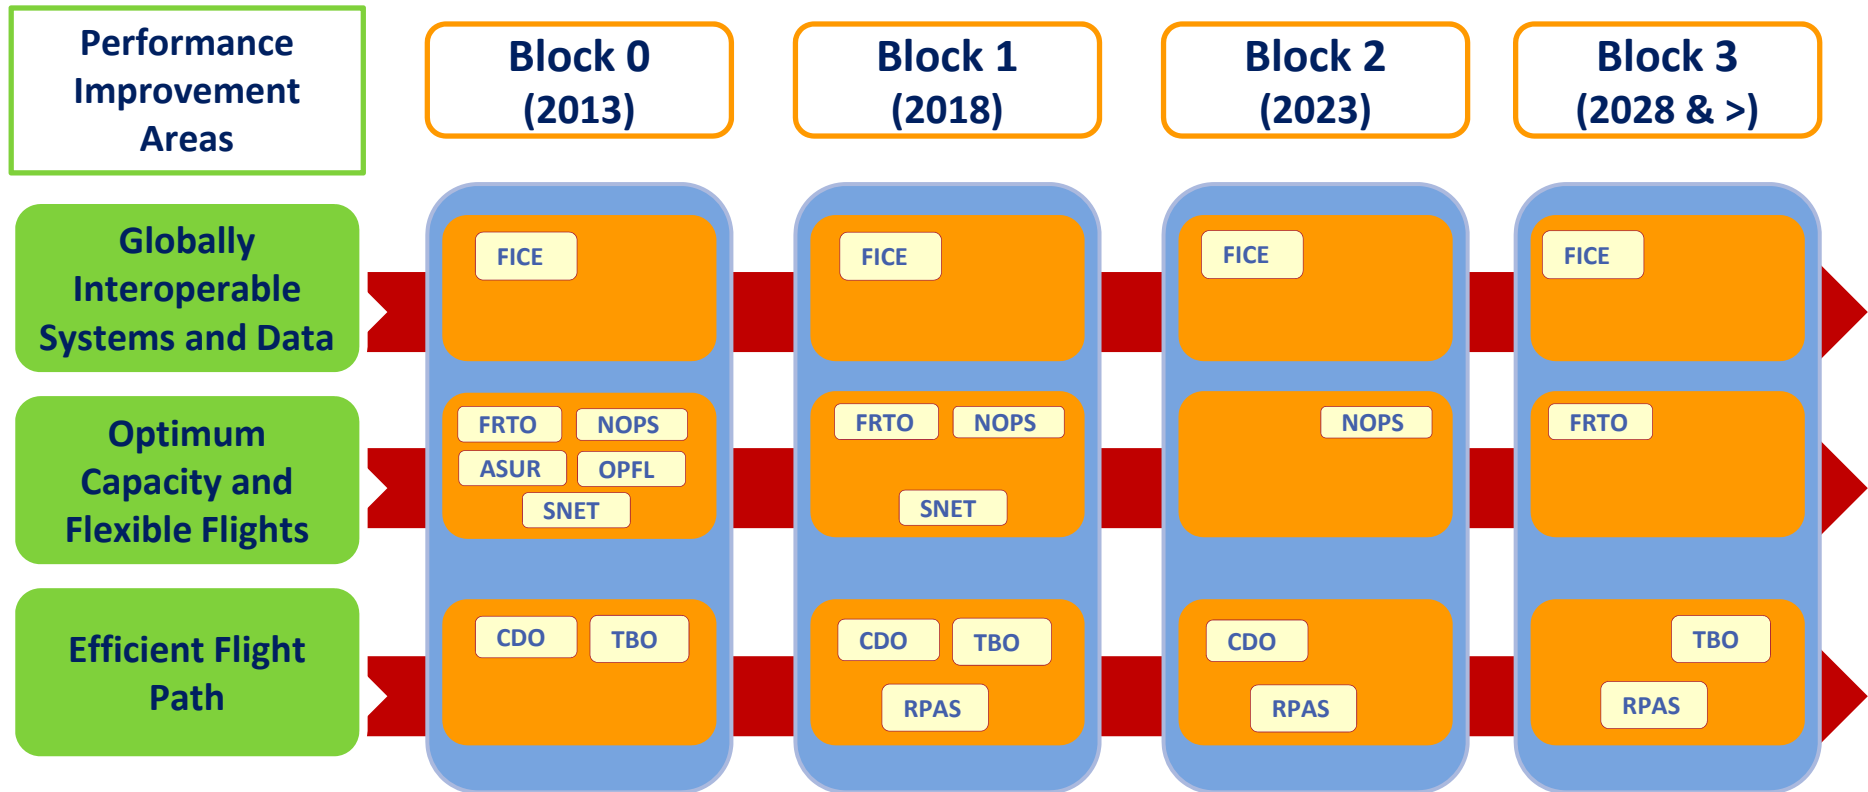 Performance
Improvement
Areas
Block 0
(2013)
Block 1
(2018)
Block 2
(2023)
Block 3
(2028 & >)
Globally
Interoperable
Systems and Data
FICE
FICE
FICE
FICE
Optimum
Capacity and
Flexible Flights
FRTO NOPS
ASUR OPFL
SNET
FRTO NOPS
SNET
NOPS
FRTO
Efficient Flight
Path
CDO TBO
CDO TBO
RPAS
CDO
RPAS
TBO
RPAS